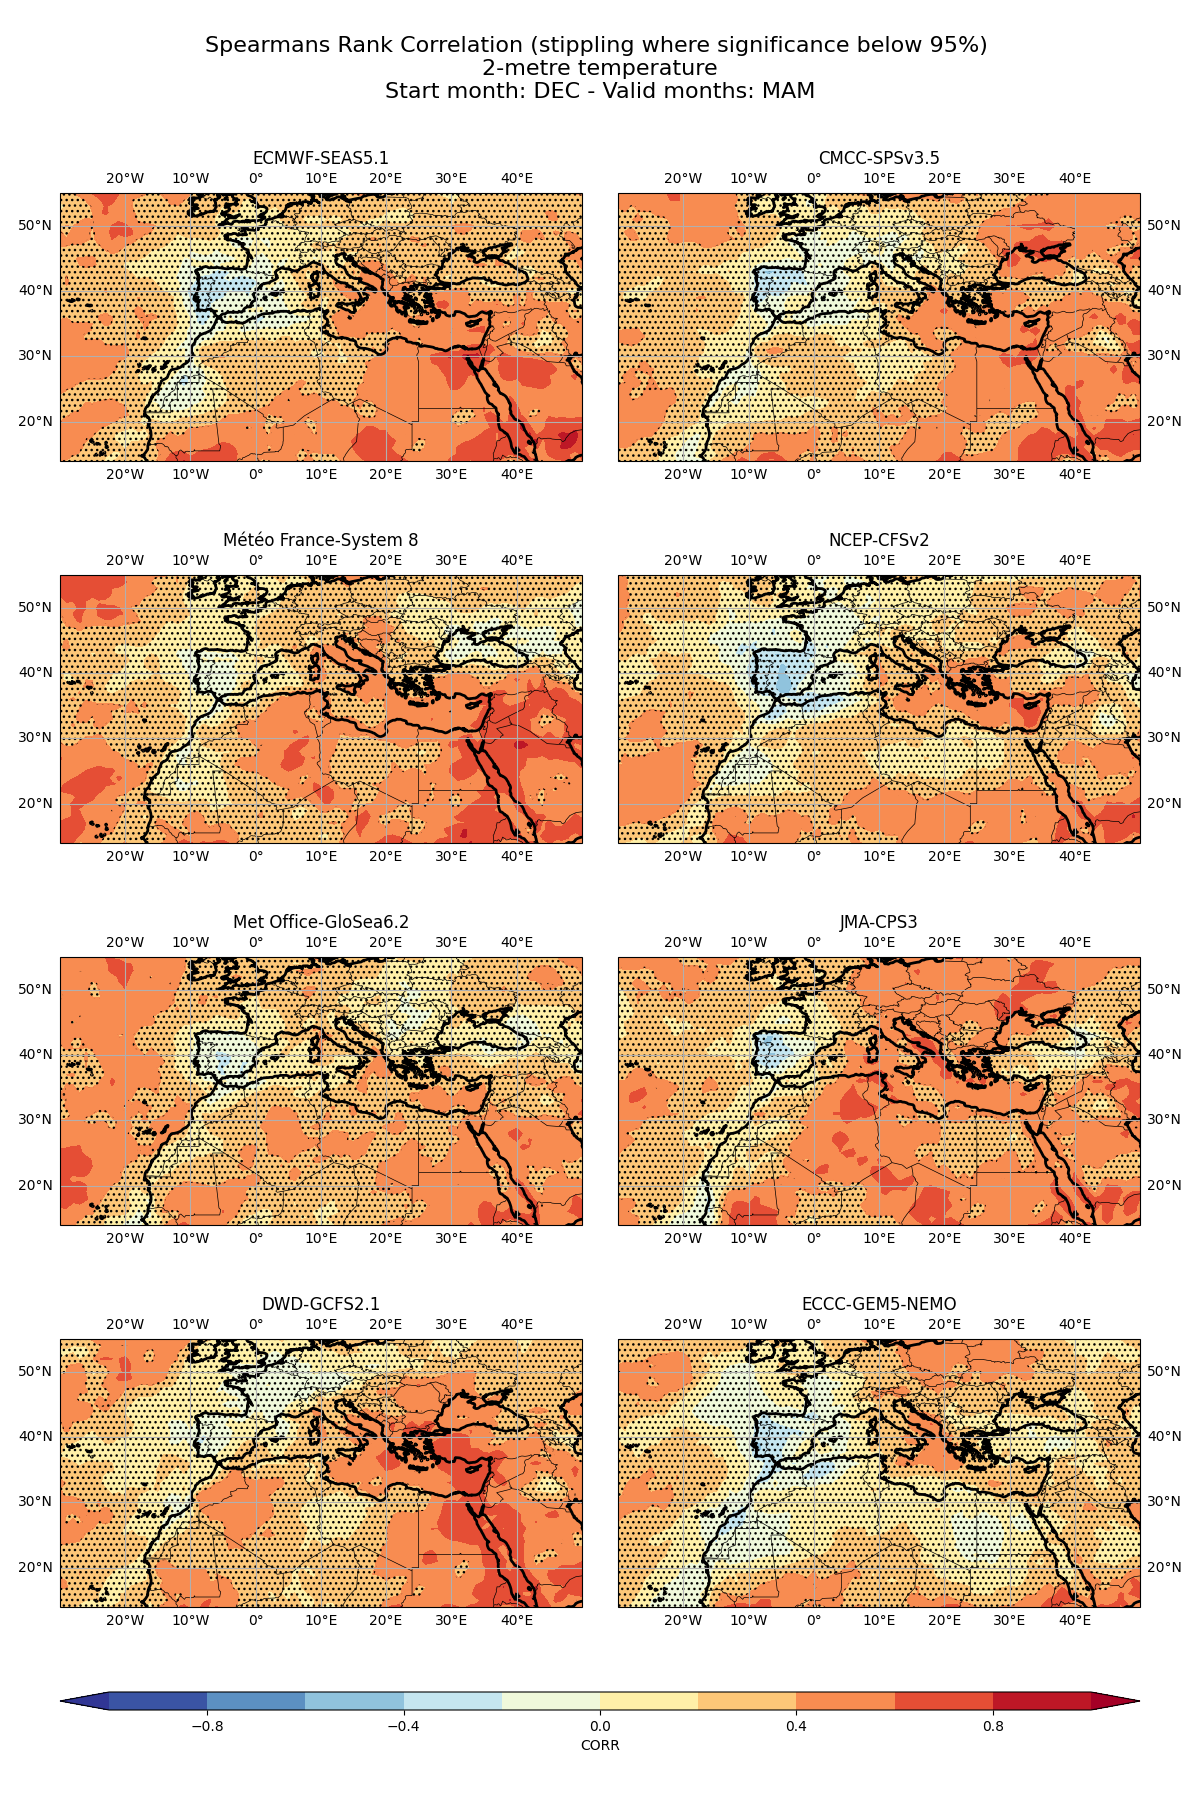 Spearmans Rank Correlation (stippling where significance below 95%)
2-metre temperature
Start month: DEC - Valid months: MAM
ECMWF-SEAS5.1
CMCC-SPSv3.5
20°W 10°W 0° 10°E 20°E 30°E 40°E
20°W 10°W 0° 10°E 20°E 30°E 40°E
50°N
50°N
40°N
40°N
30°N
30°N
20°N
20°N
20°W 10°W 0° 10°E 20°E 30°E 40°E
20°W 10°W 0° 10°E 20°E 30°E 40°E
Météo France-System 8
NCEP-CFSv2
20°W 10°W 0° 10°E 20°E 30°E 40°E
20°W 10°W 0° 10°E 20°E 30°E 40°E
50°N
50°N
40°N
40°N
30°N
30°N
20°N
20°N
20°W 10°W 0° 10°E 20°E 30°E 40°E
20°W 10°W 0° 10°E 20°E 30°E 40°E
Met Office-GloSea6.2
JMA-CPS3
20°W 10°W 0° 10°E 20°E 30°E 40°E
20°W 10°W 0° 10°E 20°E 30°E 40°E
50°N
50°N
40°N
40°N
30°N
30°N
20°N
20°N
20°W 10°W 0° 10°E 20°E 30°E 40°E
20°W 10°W 0° 10°E 20°E 30°E 40°E
DWD-GCFS2.1
ECCC-GEM5-NEMO
20°W 10°W 0° 10°E 20°E 30°E 40°E
20°W 10°W 0° 10°E 20°E 30°E 40°E
50°N
50°N
40°N
40°N
30°N
30°N
20°N
20°N
20°W 10°W 0° 10°E 20°E 30°E 40°E
20°W 10°W 0° 10°E 20°E 30°E 40°E
−0.8 −0.4 0.0 0.4 0.8
CORR